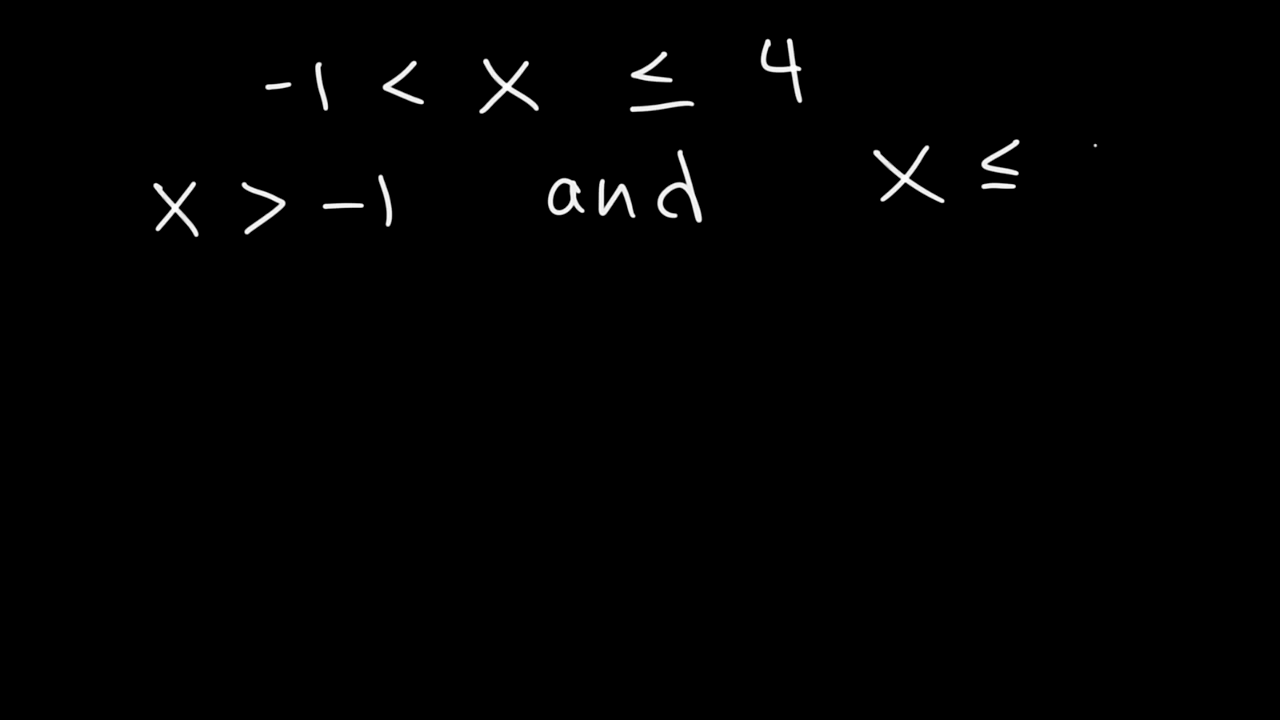 -1 < x ≤ 4
x > -1 and x ≤